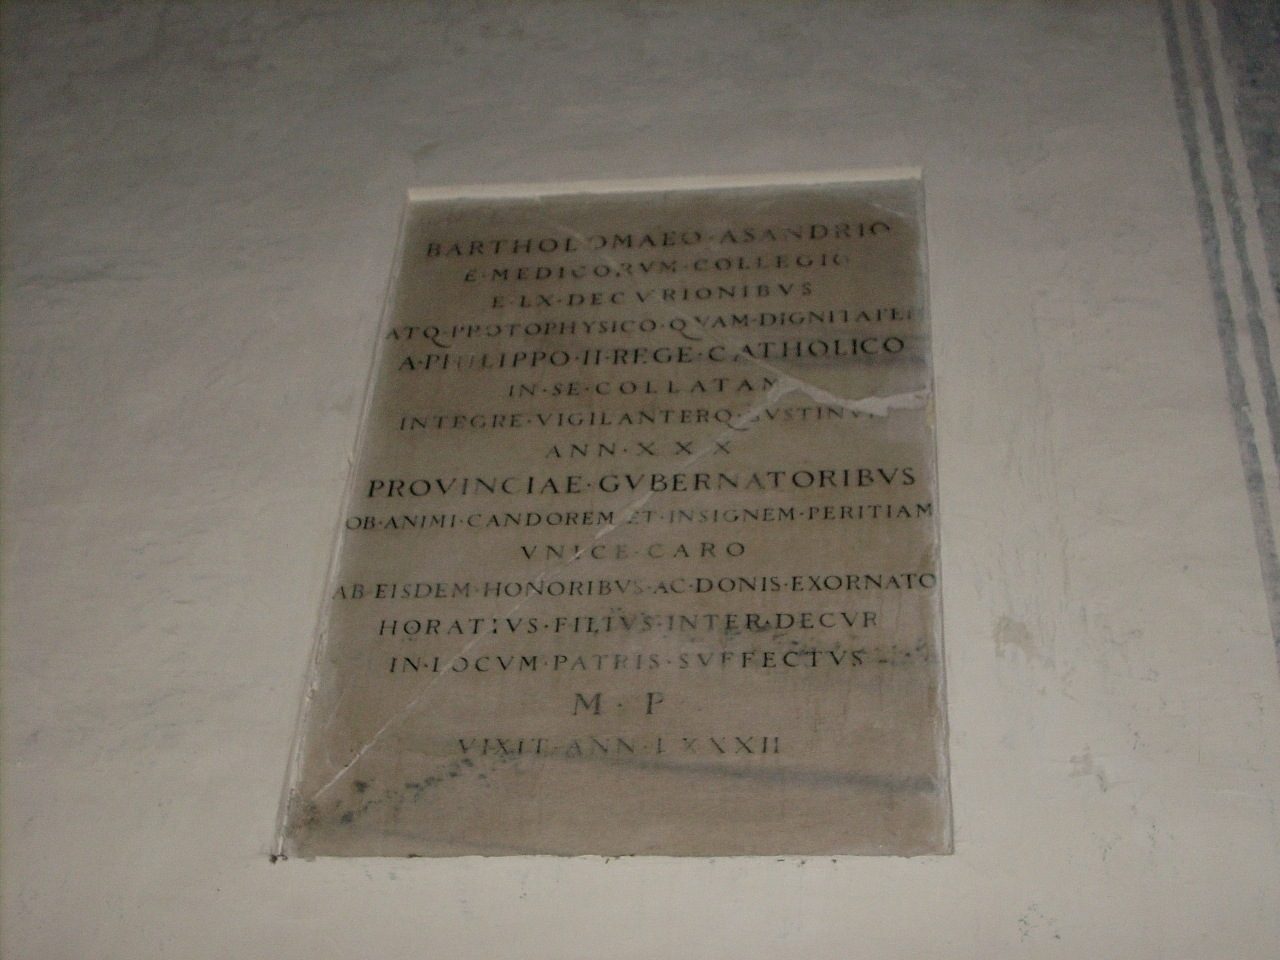 BARTHOLOMAEO·ASANDRIO
E·MEDICORVM·COLLEGIO
E·LX·DECVRIONIBVS
ATQ·PROTOPHYSICO·QVAM·DIGNITATEM
A·PHILIPPO·II·REGE·CATHOLICO
IN·SE·COLLATAM
INTEGRE·VIGILANTERQ·SVSTINVIT
ANN·XXX
PROVINCIAE·GVBERNATORIBVS
OB·ANIMI·CANDOREM·ET·INSIGNEM·PERITIAM
VNICE·CARO
AB·EISDEM·HONORIBVS·AC·DONIS·EXORNATO
HORATIVS·FILIVS·INTER·DECVR
IN·LOCVM·PATRIS·SVFFECTVS
M·P
VIXIT·ANN·LXXXII